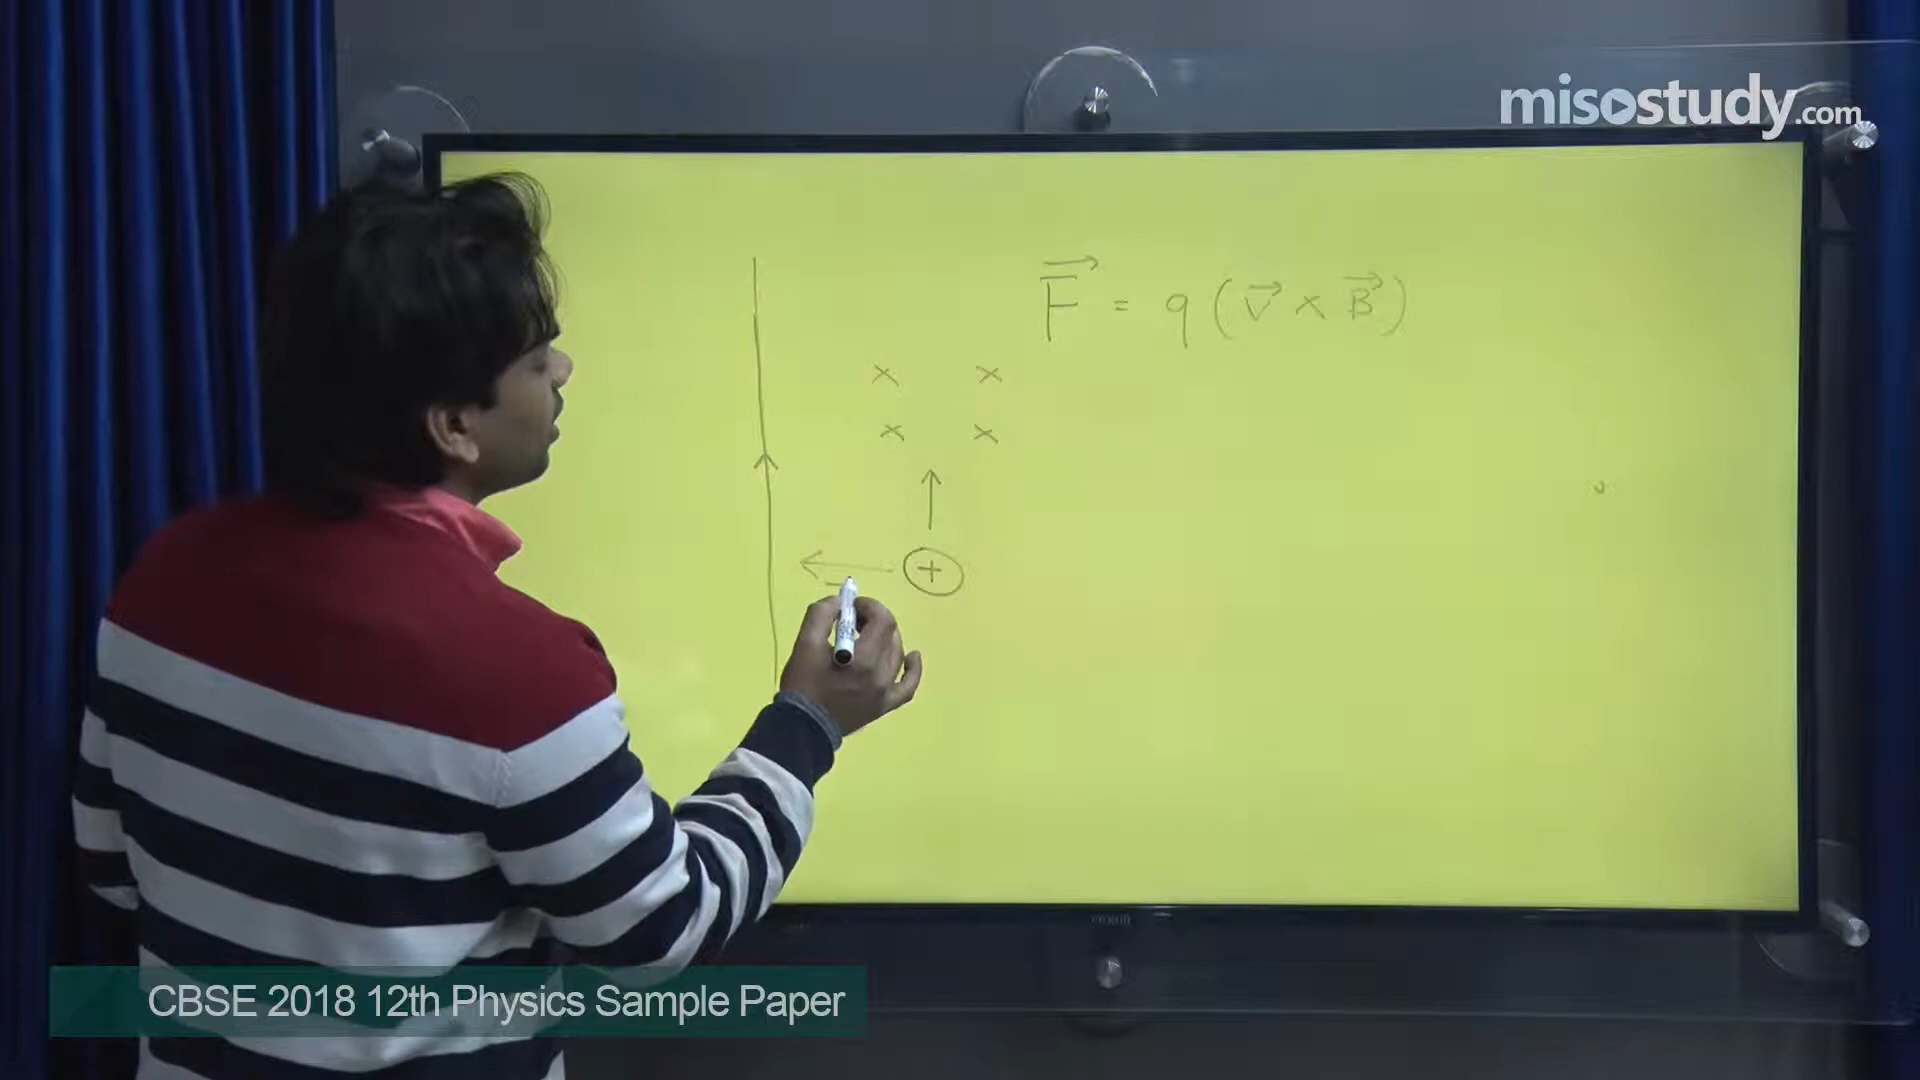 misostudy.com
F⃗ = q (v⃗ × B⃗)
× ×
× ×
+
CBSE 2018 12th Physics Sample Paper